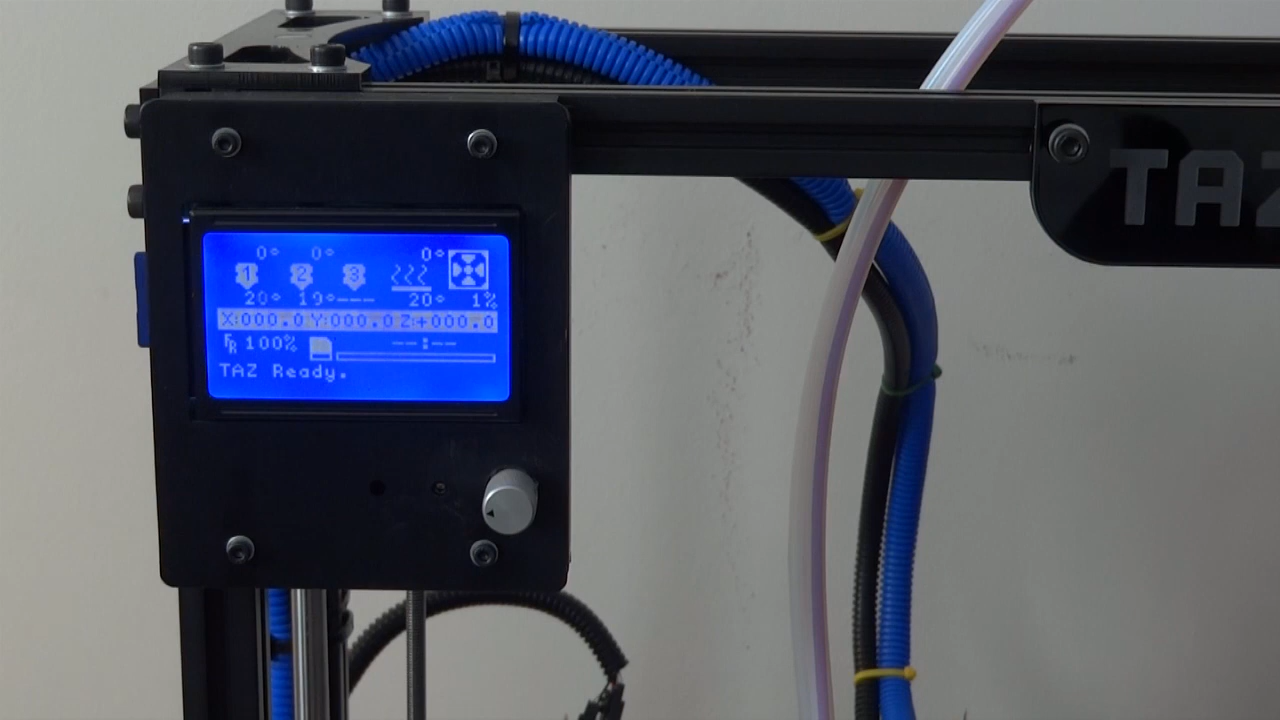 0° 0° 0°
1 2 3
20° 19° --- 20° 1%
X:000.0 Y:000.0 Z:+000.0
FR 100% --:--
TAZ Ready.
TAZ